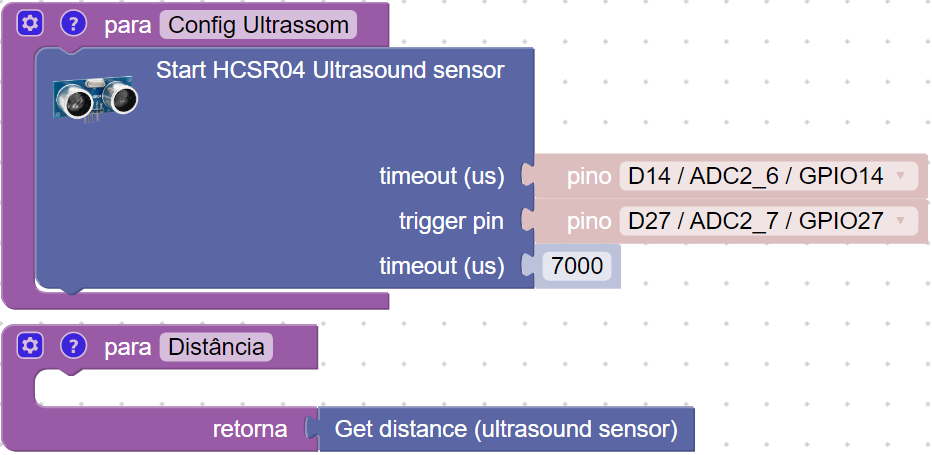 ? para Config Ultrassom
Start HCSR04 Ultrasound sensor
timeout (us) pino D14 / ADC2_6 / GPIO14
trigger pin pino D27 / ADC2_7 / GPIO27
timeout (us) 7000
? para Distância
retorna Get distance (ultrasound sensor)